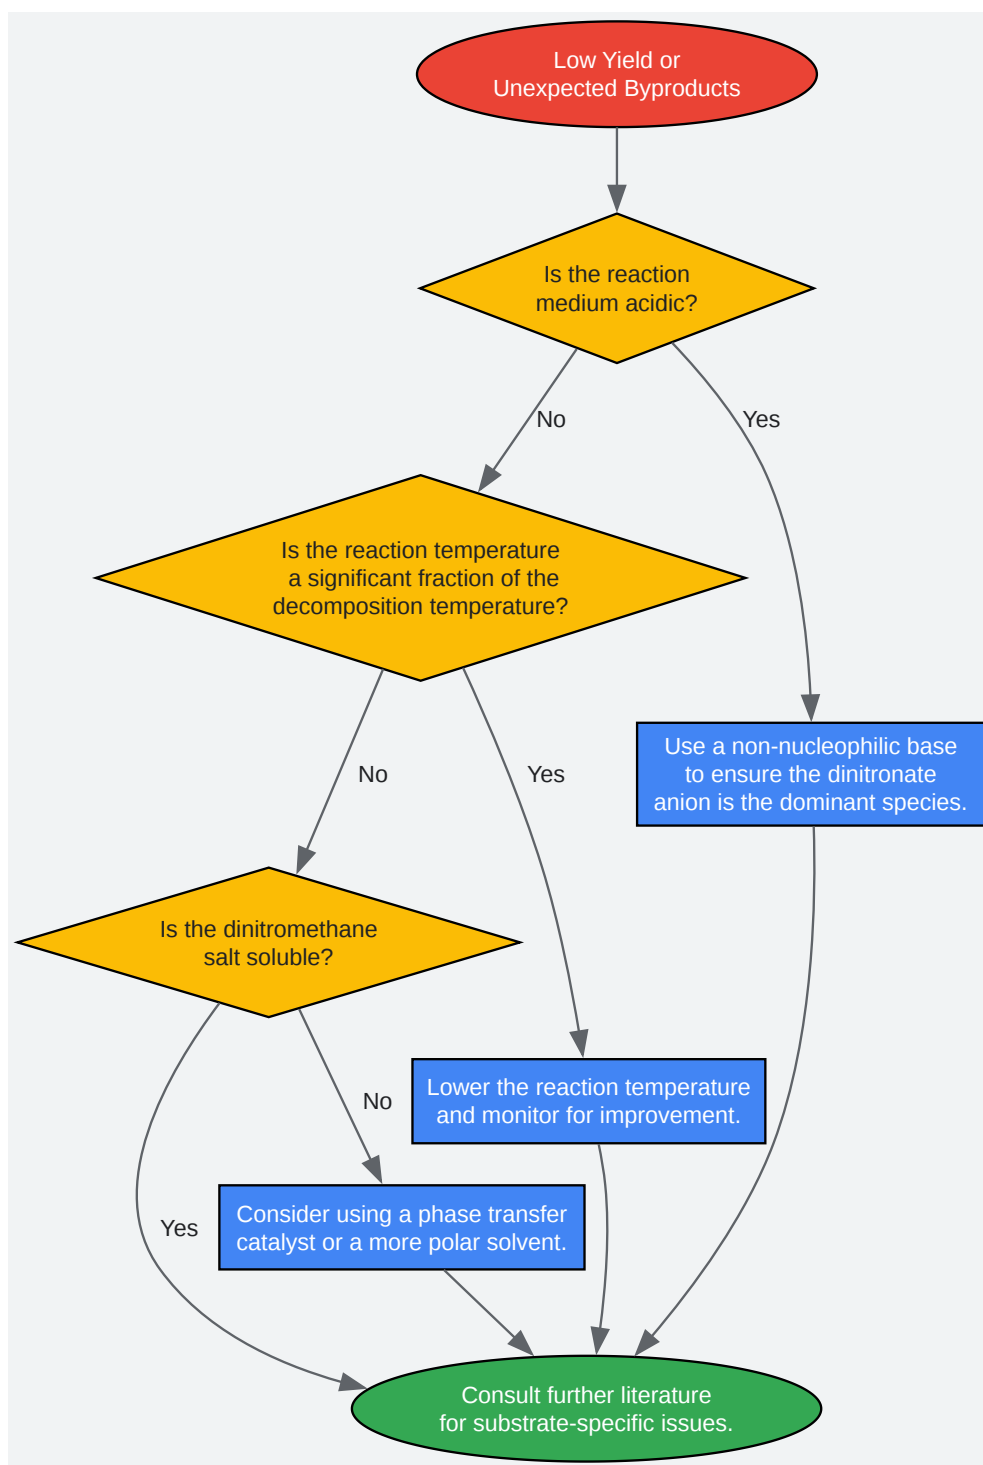 Low Yield or
Unexpected Byproducts
Is the reaction
medium acidic?
No
Yes
Is the reaction temperature
a significant fraction of the
decomposition temperature?
Use a non-nucleophilic base
to ensure the dinitronate
anion is the dominant species.
No
Yes
Is the dinitromethane
salt soluble?
Lower the reaction temperature
and monitor for improvement.
No
Consider using a phase transfer
catalyst or a more polar solvent.
Yes
Consult further literature
for substrate-specific issues.